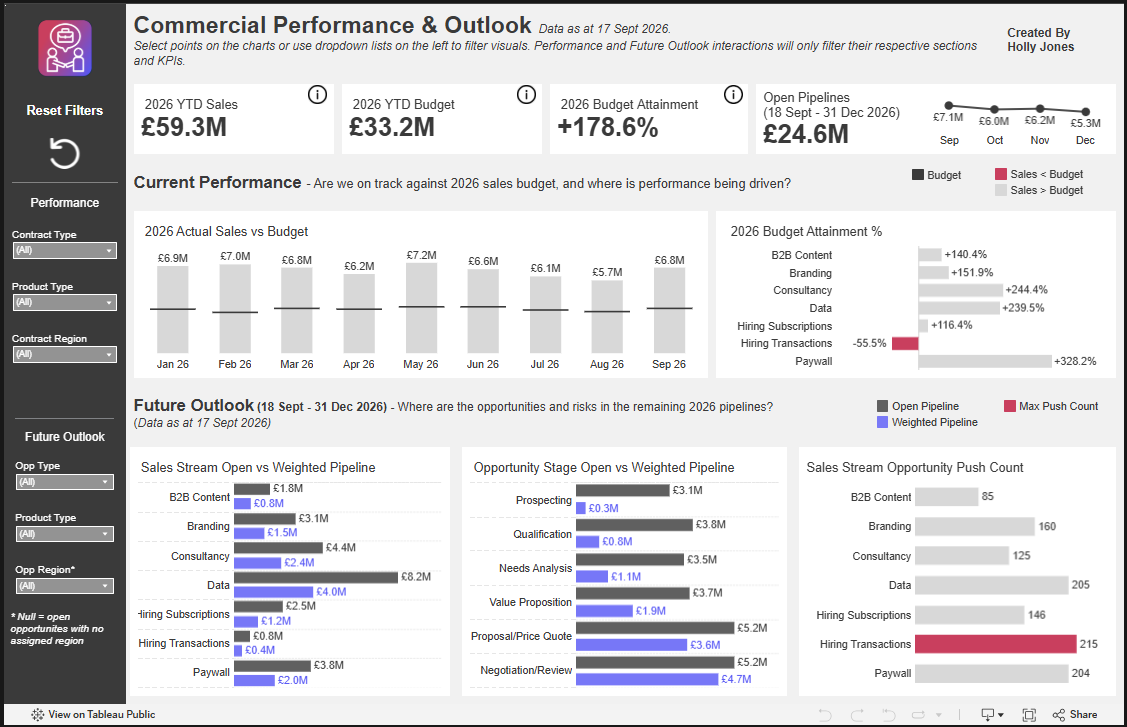 Commercial Performance & Outlook Data as at 17 Sept 2026.
Select points on the charts or use dropdown lists on the left to filter visuals. Performance and Future Outlook interactions will only filter their respective sections
and KPIs.
Created By
Holly Jones
Reset Filters
Performance
Contract Type
(All)
Product Type
(All)
Contract Region
(All)
Future Outlook
Opp Type
(All)
Product Type
(All)
Opp Region*
(All)
* Null = open
opportunites with no
assigned region
2026 YTD Sales
£59.3M
2026 YTD Budget
£33.2M
2026 Budget Attainment
+178.6%
Open Pipelines
(18 Sept - 31 Dec 2026)
£24.6M
£7.1M £6.0M £6.2M £5.3M
Sep Oct Nov Dec
Current Performance - Are we on track against 2026 sales budget, and where is performance being driven?
Budget
Sales < Budget
Sales > Budget
2026 Actual Sales vs Budget
£6.9M £7.0M £6.8M £6.2M £7.2M £6.6M £6.1M £5.7M £6.8M
Jan 26 Feb 26 Mar 26 Apr 26 May 26 Jun 26 Jul 26 Aug 26 Sep 26
2026 Budget Attainment %
B2B Content +140.4%
Branding +151.9%
Consultancy +244.4%
Data +239.5%
Hiring Subscriptions +116.4%
Hiring Transactions -55.5%
Paywall +328.2%
Future Outlook (18 Sept - 31 Dec 2026) - Where are the opportunities and risks in the remaining 2026 pipelines?
(Data as at 17 Sept 2026)
Open Pipeline
Weighted Pipeline
Max Push Count
Sales Stream Open vs Weighted Pipeline
B2B Content £1.8M
£0.8M
Branding £3.1M
£1.5M
Consultancy £4.4M
£2.4M
Data £8.2M
£4.0M
Hiring Subscriptions £2.5M
£1.2M
Hiring Transactions £0.8M
£0.4M
Paywall £3.8M
£2.0M
Opportunity Stage Open vs Weighted Pipeline
Prospecting £3.1M
£0.3M
Qualification £3.8M
£0.8M
Needs Analysis £3.5M
£1.1M
Value Proposition £3.7M
£1.9M
Proposal/Price Quote £5.2M
£3.6M
Negotiation/Review £5.2M
£4.7M
Sales Stream Opportunity Push Count
B2B Content 85
Branding 160
Consultancy 125
Data 205
Hiring Subscriptions 146
Hiring Transactions 215
Paywall 204
View on Tableau Public
Share